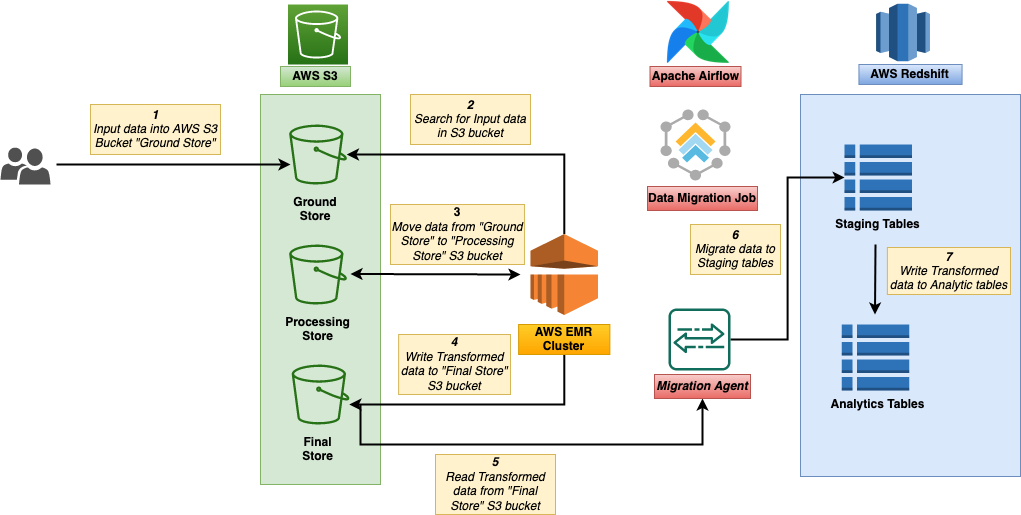 AWS S3
Apache Airflow
AWS Redshift
1
Input data into AWS S3
Bucket "Ground Store"
2
Search for Input data
in S3 bucket
Ground
Store
Data Migration Job
3
Move data from "Ground
Store" to "Processing
Store" S3 bucket
6
Migrate data to
Staging tables
Staging Tables
7
Write Transformed
data to Analytic tables
Processing
Store
AWS EMR
Cluster
4
Write Transformed
data to "Final Store"
S3 bucket
Migration Agent
Analytics Tables
Final
Store
5
Read Transformed
data from "Final
Store" S3 bucket